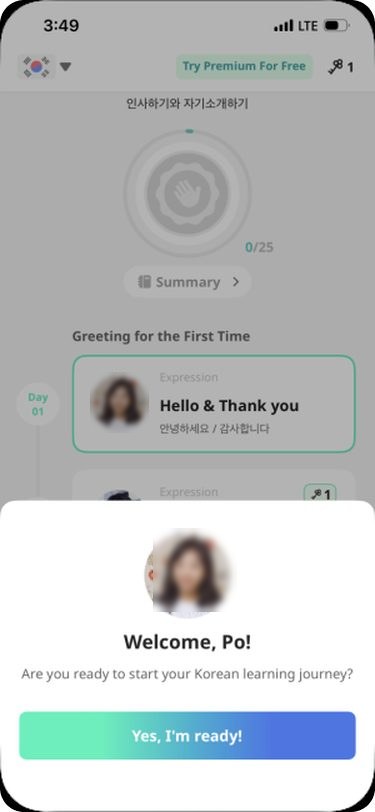 3:49
LTE
Try Premium For Free
1
인사하기와 자기소개하기
0/25
Summary
Greeting for the First Time
Day
01
Expression
Hello & Thank you
안녕하세요 / 감사합니다
Expression
1
Welcome, Po!
Are you ready to start your Korean learning journey?
Yes, I'm ready!